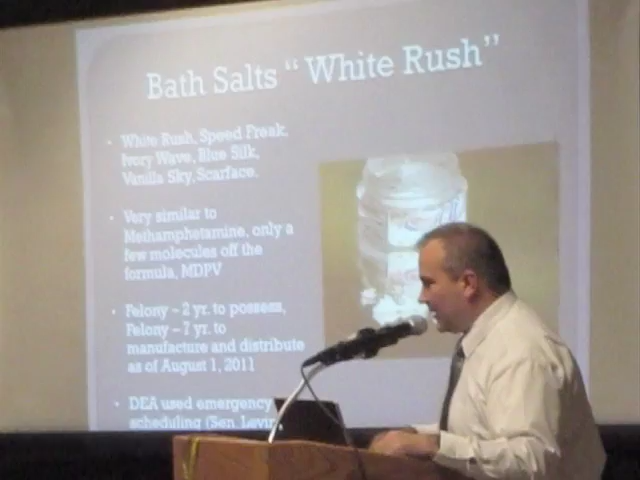 Bath Salts “White Rush”
• White Rush, Speed Freak,
Ivory Wave, Blue Silk,
Vanilla Sky, Scarface.
• Very similar to
Methamphetamine, only a
few molecules off the
formula, MDPV
• Felony – 2 yr. to possess,
Felony – 7 yr. to
manufacture and distribute
as of August 1, 2011
• DEA used emergency
scheduling (Sen. Levin